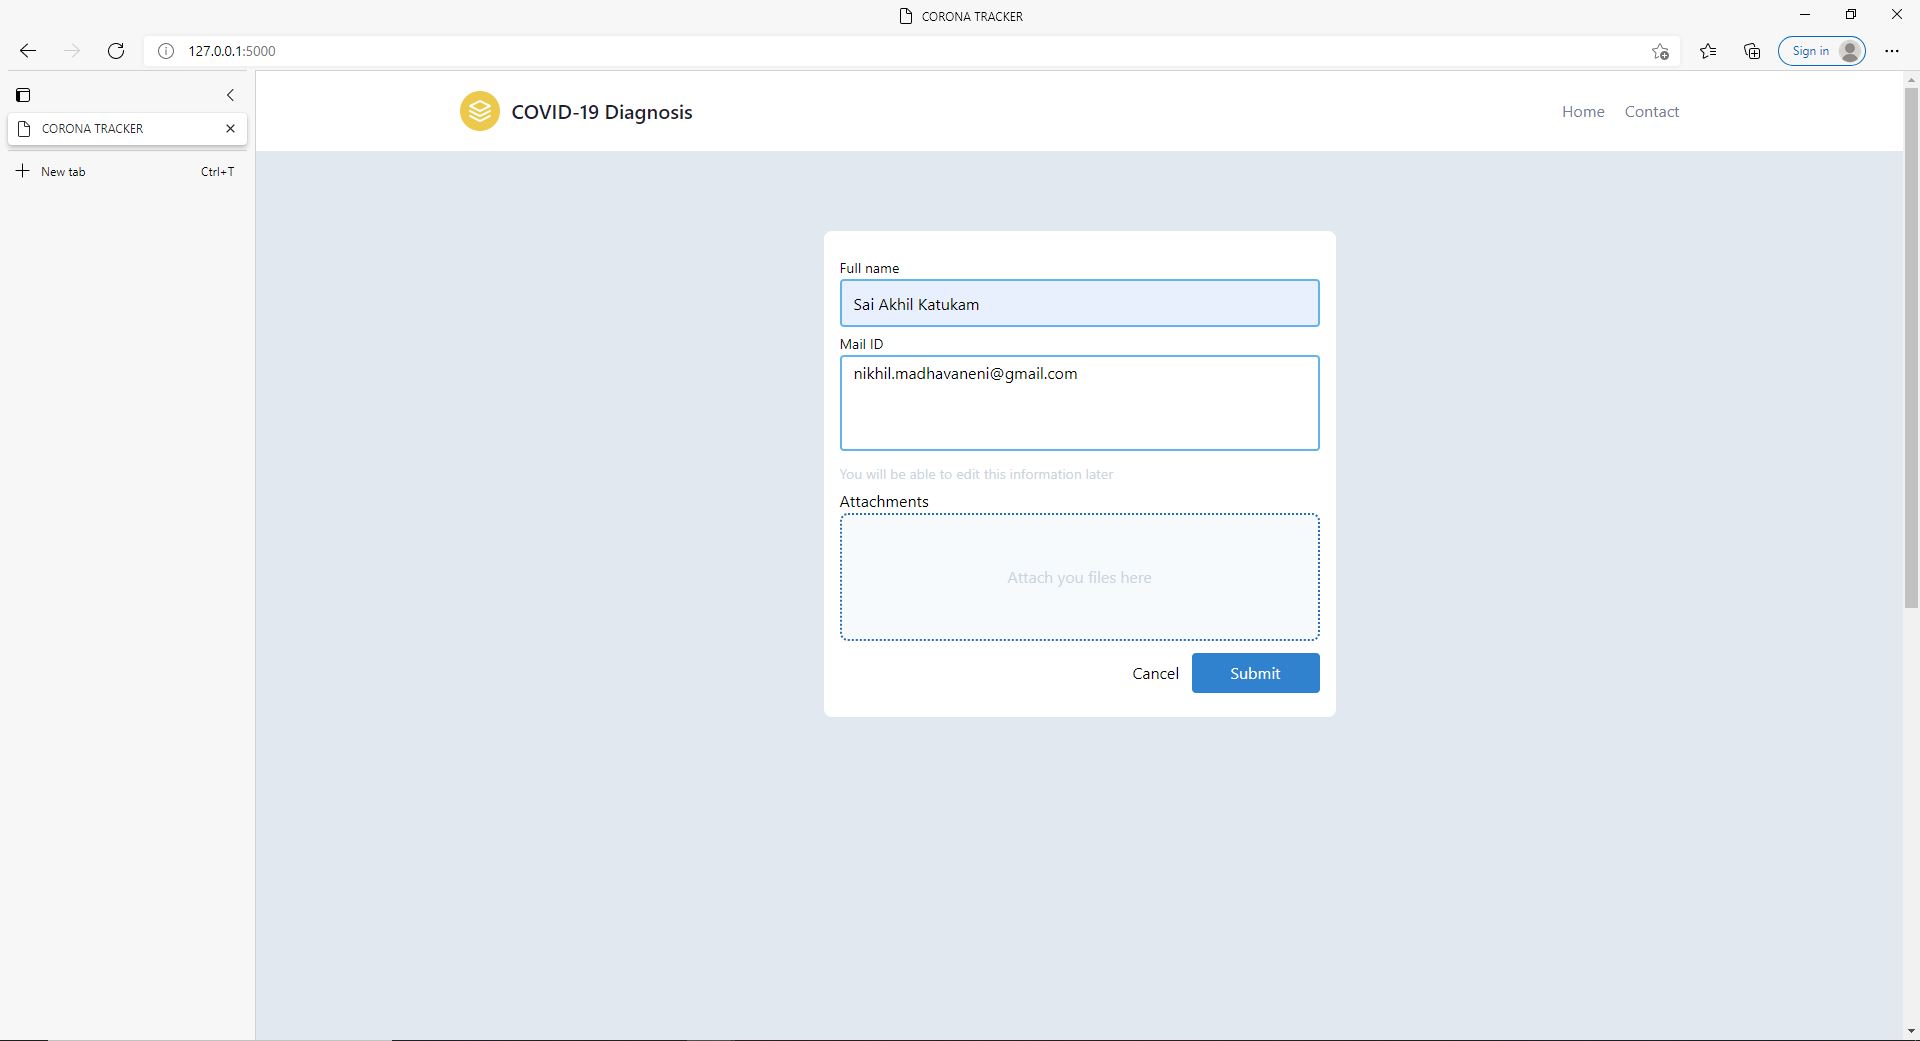 CORONA TRACKER
127.0.0.1:5000
Sign in
CORONA TRACKER
New tab Ctrl+T
COVID-19 Diagnosis
Home Contact
Full name
Sai Akhil Katukam
Mail ID
nikhil.madhavaneni@gmail.com
You will be able to edit this information later
Attachments
Attach you files here
Cancel Submit